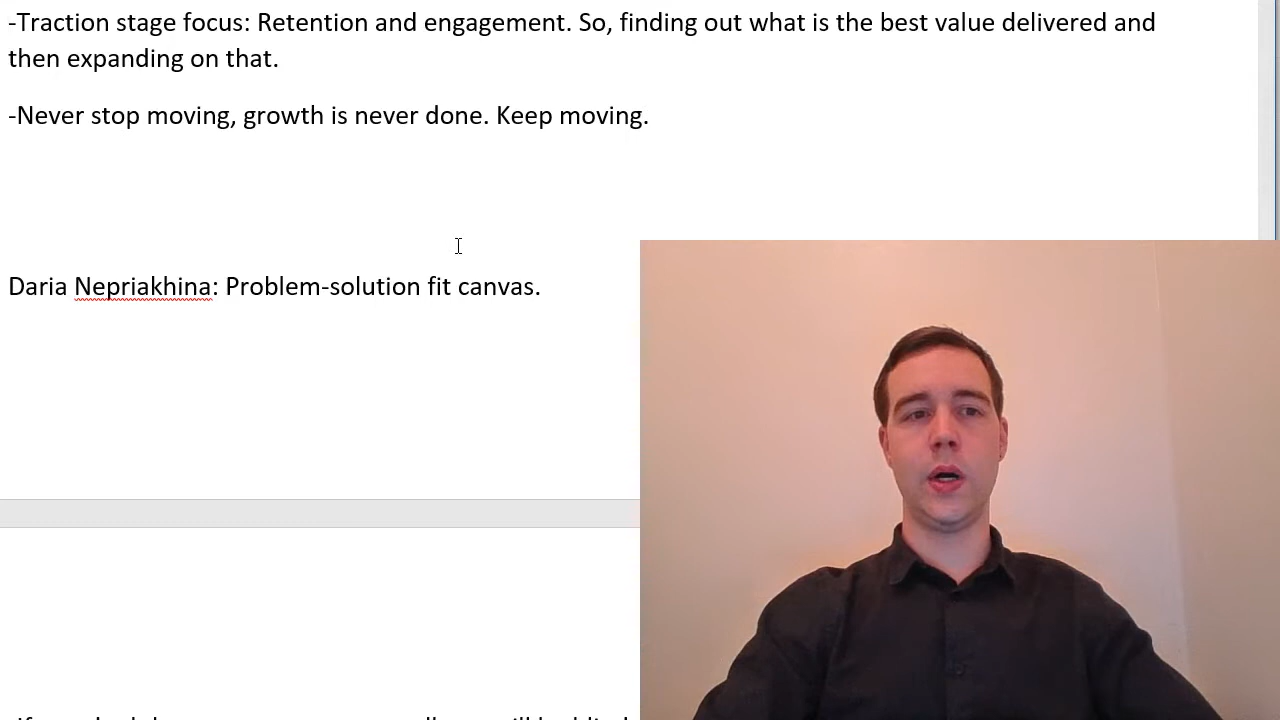 -Traction stage focus: Retention and engagement. So, finding out what is the best value delivered and
then expanding on that.
-Never stop moving, growth is never done. Keep moving.
Daria Nepriakhina: Problem-solution fit canvas.